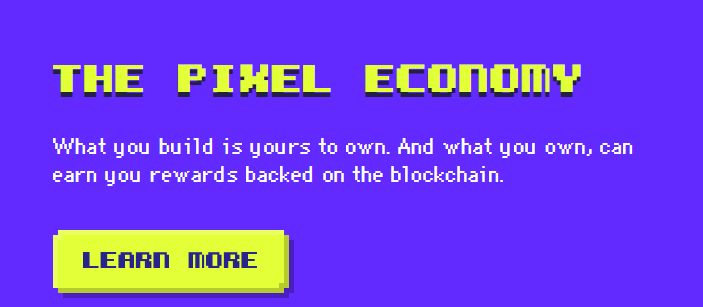 THE PIXEL ECONOMY
What you build is yours to own. And what you own, can
earn you rewards backed on the blockchain.
LEARN MORE